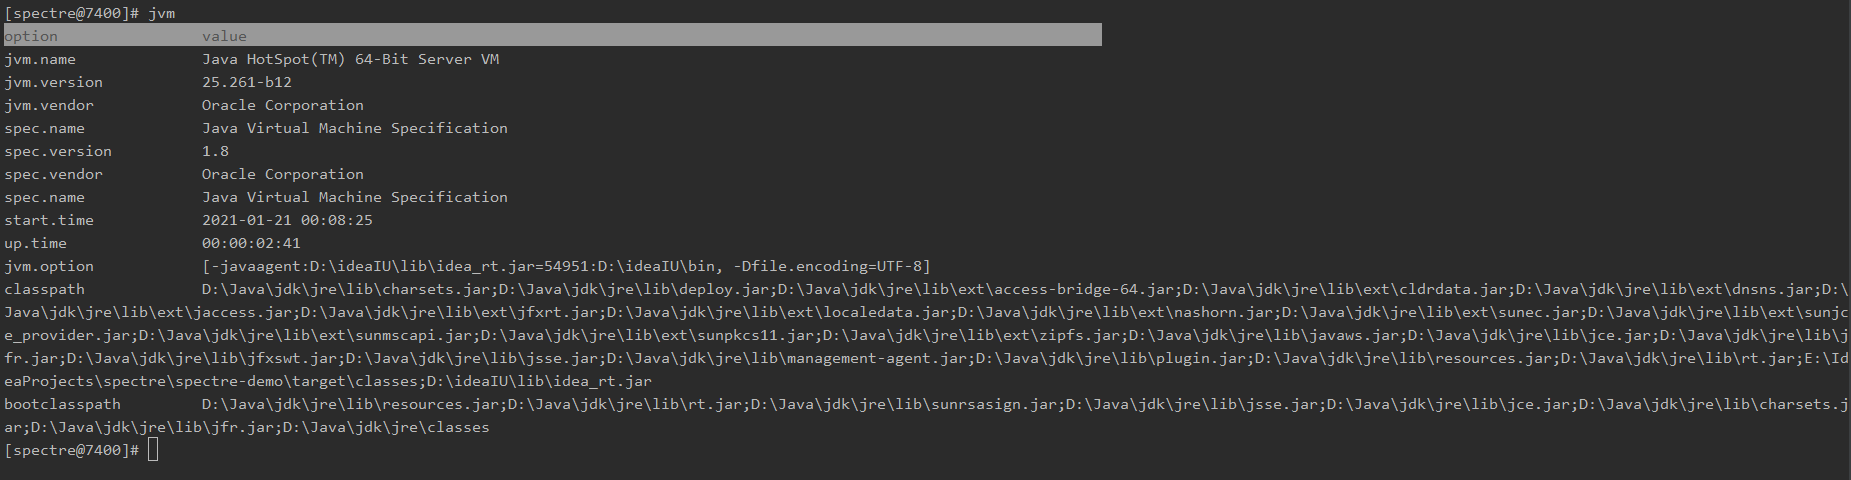 [spectre@7400]# jvm
option value
jvm.name Java HotSpot(TM) 64-Bit Server VM
jvm.version 25.261-b12
jvm.vendor Oracle Corporation
spec.name Java Virtual Machine Specification
spec.version 1.8
spec.vendor Oracle Corporation
spec.name Java Virtual Machine Specification
start.time 2021-01-21 00:08:25
up.time 00:00:02:41
jvm.option [-javaagent:D:\ideaIU\lib\idea_rt.jar=54951:D:\ideaIU\bin, -Dfile.encoding=UTF-8]
classpath D:\Java\jdk\jre\lib\charsets.jar;D:\Java\jdk\jre\lib\deploy.jar;D:\Java\jdk\jre\lib\ext\access-bridge-64.jar;D:\Java\jdk\jre\lib\ext\cldrdata.jar;D:\Java\jdk\jre\lib\ext\dnsns.jar;D:\
Java\jdk\jre\lib\ext\jaccess.jar;D:\Java\jdk\jre\lib\ext\jfxrt.jar;D:\Java\jdk\jre\lib\ext\localedata.jar;D:\Java\jdk\jre\lib\ext\nashorn.jar;D:\Java\jdk\jre\lib\ext\sunec.jar;D:\Java\jdk\jre\lib\ext\sunjc
e_provider.jar;D:\Java\jdk\jre\lib\ext\sunmscapi.jar;D:\Java\jdk\jre\lib\ext\sunpkcs11.jar;D:\Java\jdk\jre\lib\ext\zipfs.jar;D:\Java\jdk\jre\lib\javaws.jar;D:\Java\jdk\jre\lib\jce.jar;D:\Java\jdk\jre\lib\j
fr.jar;D:\Java\jdk\jre\lib\jfxswt.jar;D:\Java\jdk\jre\lib\jsse.jar;D:\Java\jdk\jre\lib\management-agent.jar;D:\Java\jdk\jre\lib\plugin.jar;D:\Java\jdk\jre\lib\resources.jar;D:\Java\jdk\jre\lib\rt.jar;E:\Id
eaProjects\spectre\spectre-demo\target\classes;D:\ideaIU\lib\idea_rt.jar
bootclasspath D:\Java\jdk\jre\lib\resources.jar;D:\Java\jdk\jre\lib\rt.jar;D:\Java\jdk\jre\lib\sunrsasign.jar;D:\Java\jdk\jre\lib\jsse.jar;D:\Java\jdk\jre\lib\jce.jar;D:\Java\jdk\jre\lib\charsets.j
ar;D:\Java\jdk\jre\lib\jfr.jar;D:\Java\jdk\jre\classes
[spectre@7400]#